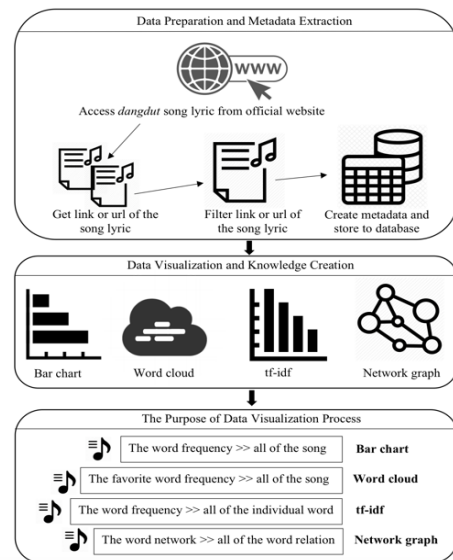 Data Preparation and Metadata Extraction
WWW
Access dangdut song lyric from official website
Get link or url of the
song lyric
Filter link or url of
the song lyric
Create metadata and
store to database
Data Visualization and Knowledge Creation
Bar chart
Word cloud
tf-idf
Network graph
The Purpose of Data Visualization Process
The word frequency >> all of the song
Bar chart
The favorite word frequency >> all of the song
Word cloud
The word frequency >> all of the individual word
tf-idf
The word network >> all of the word relation
Network graph